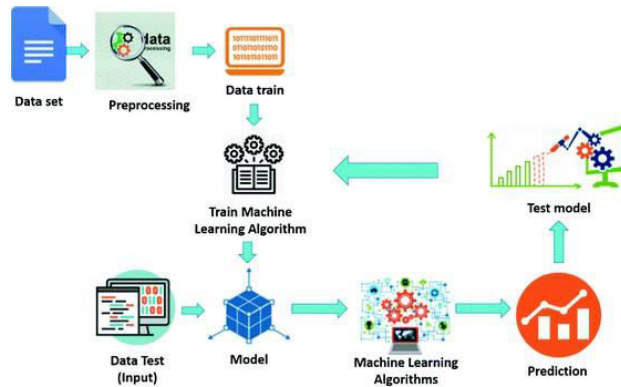 data
processing
Data set
Preprocessing
Data train
Train Machine
Learning Algorithm
Test model
Data Test
(Input)
Model
Machine Learning
Algorithms
Prediction